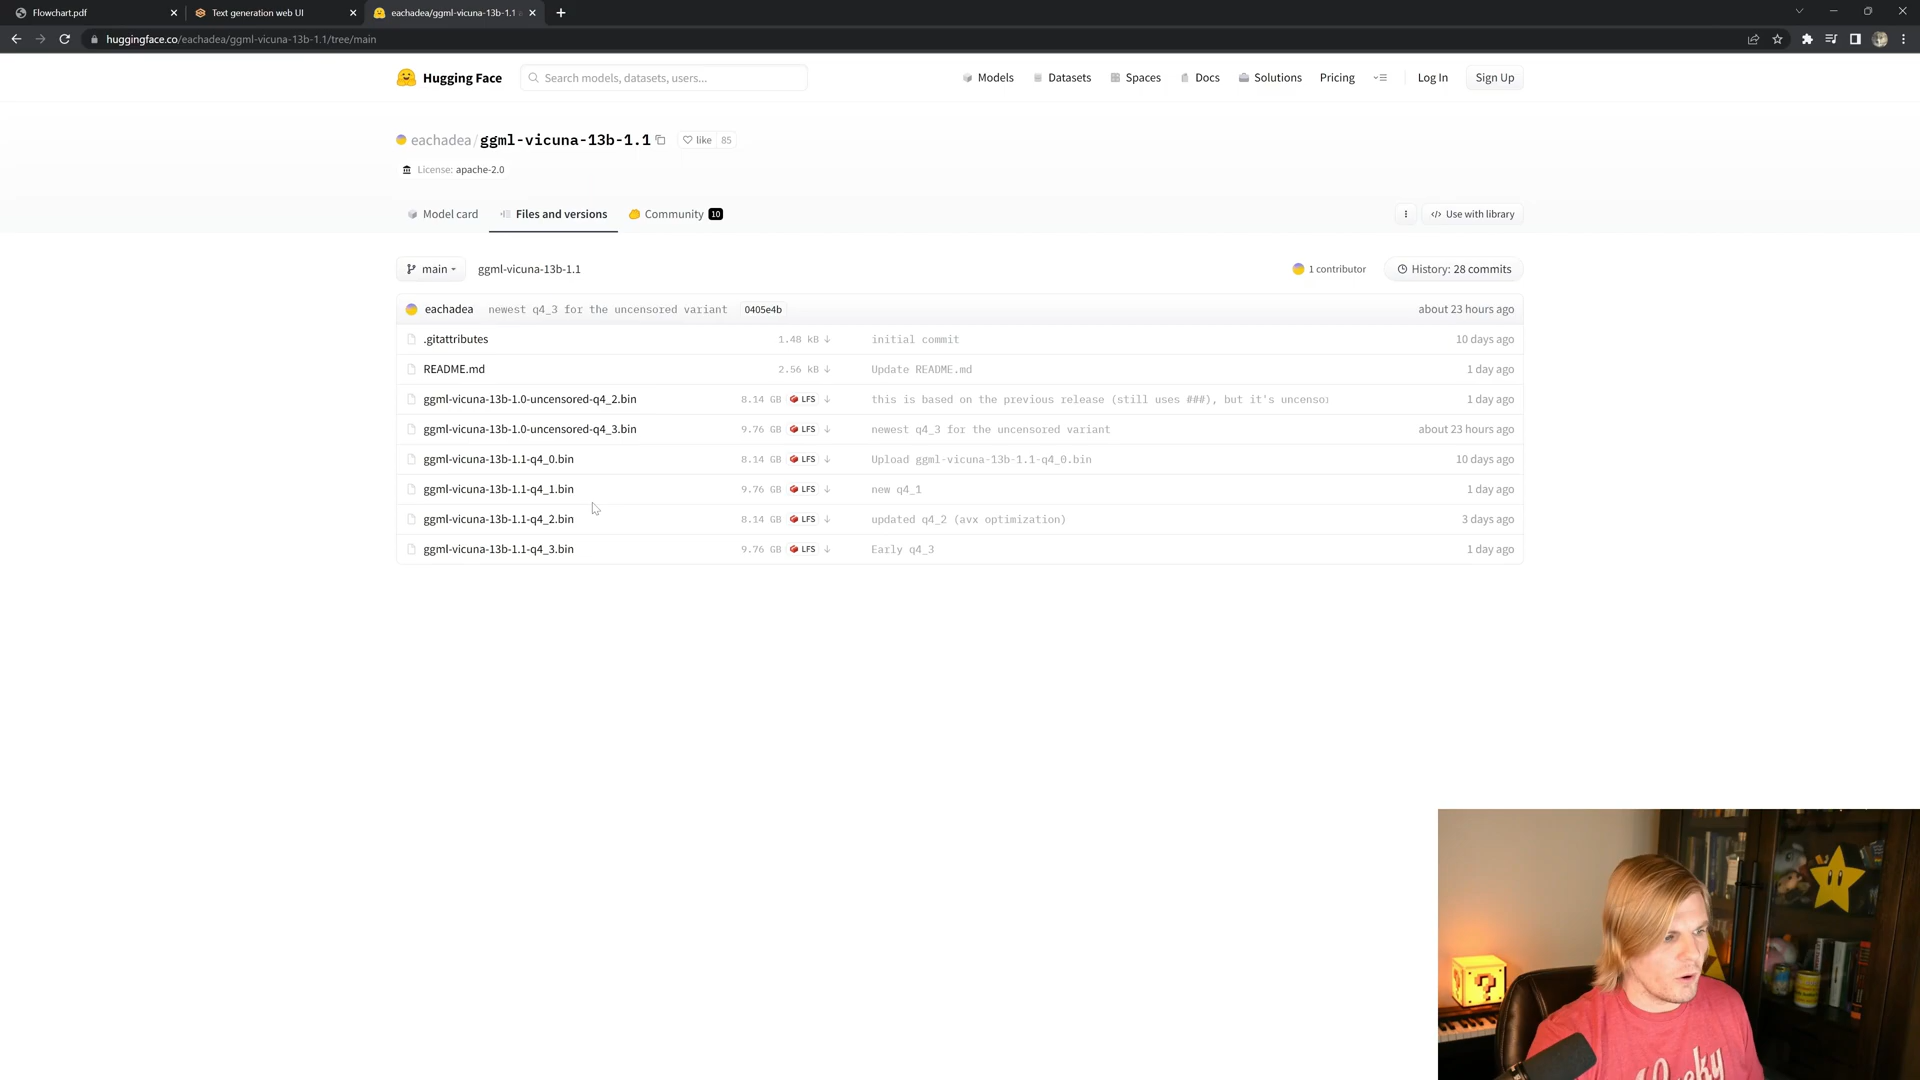 Flowchart.pdf
Text generation web UI
eachadea/ggml-vicuna-13b-1.1
huggingface.co/eachadea/ggml-vicuna-13b-1.1/tree/main
Hugging Face
Search models, datasets, users...
Models
Datasets
Spaces
Docs
Solutions
Pricing
Log In
Sign Up
eachadea/ggml-vicuna-13b-1.1
like 85
License: apache-2.0
Model card
Files and versions
Community 10
Use with library
main
ggml-vicuna-13b-1.1
1 contributor
History: 28 commits
eachadea newest q4_3 for the uncensored variant 0405e4b about 23 hours ago
.gitattributes 1.48 kB initial commit 10 days ago
README.md 2.56 kB Update README.md 1 day ago
ggml-vicuna-13b-1.0-uncensored-q4_2.bin 8.14 GB LFS this is based on the previous release (still uses ###), but it's 1 day ago
ggml-vicuna-13b-1.0-uncensored-q4_3.bin 9.76 GB LFS newest q4_3 for the uncensored variant about 23 hours ago
ggml-vicuna-13b-1.1-q4_0.bin 8.14 GB LFS Upload ggml-vicuna-13b-1.1-q4_0.bin 10 days ago
ggml-vicuna-13b-1.1-q4_1.bin 9.76 GB LFS new q4_1 1 day ago
ggml-vicuna-13b-1.1-q4_2.bin 8.14 GB LFS updated q4_2 (avx optimization) 3 days ago
ggml-vicuna-13b-1.1-q4_3.bin 9.76 GB LFS Early q4_3 1 day ago